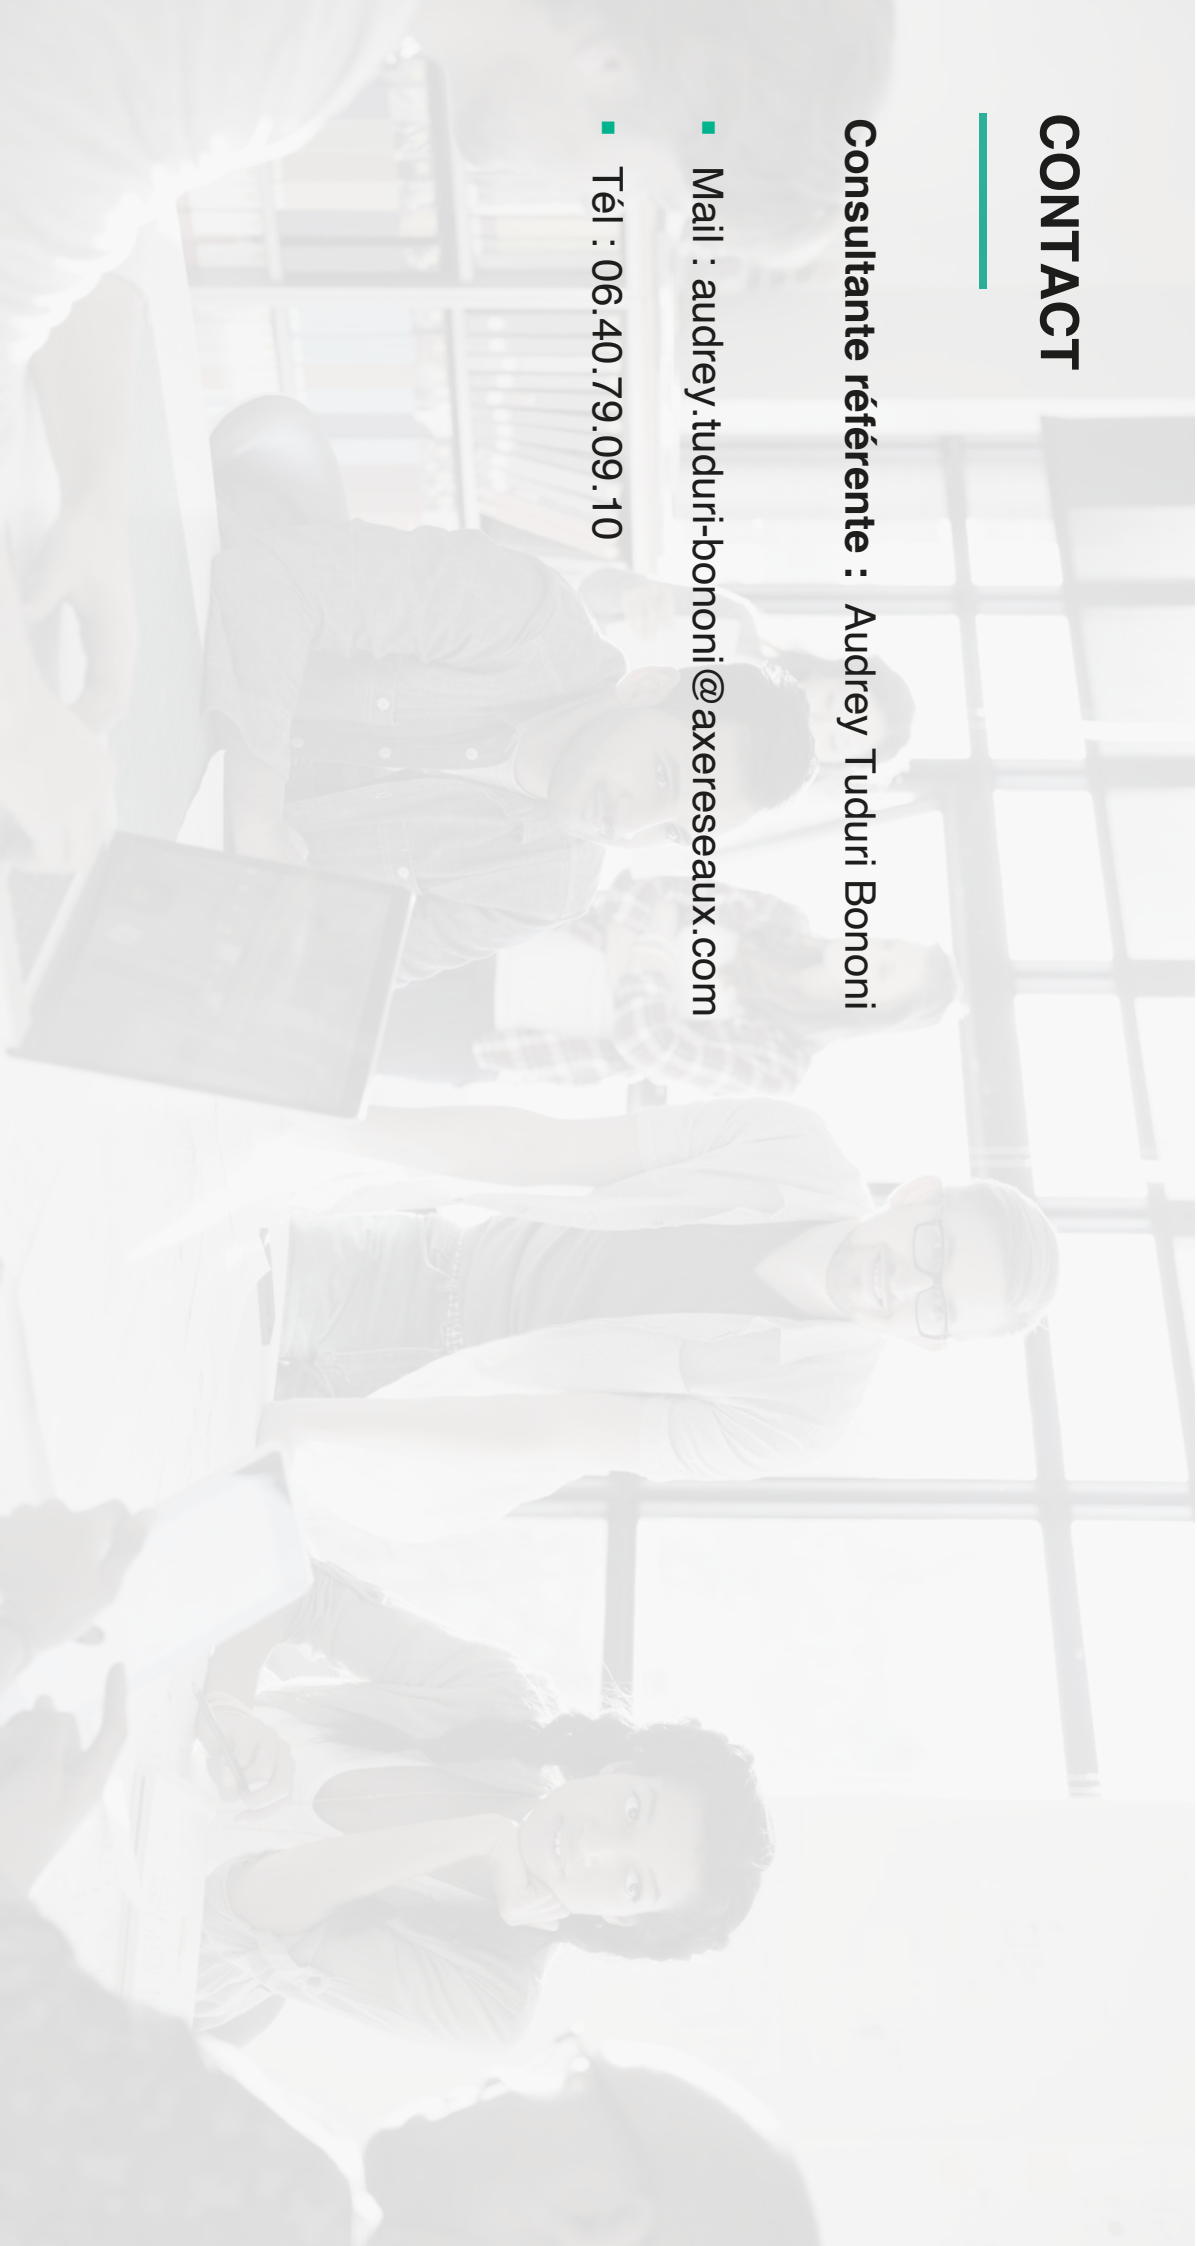 CONTACT
Consultante référente : Audrey Tuduri Bononi
▪ Mail : audrey.tuduri-bononi@axereseaux.com
▪ Tél : 06.40.79.09.10